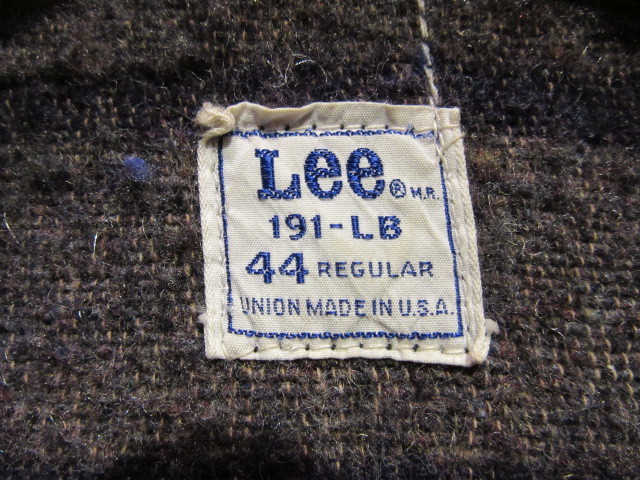 Lee® M.R.
191-LB
44 REGULAR
UNION MADE IN U.S.A.